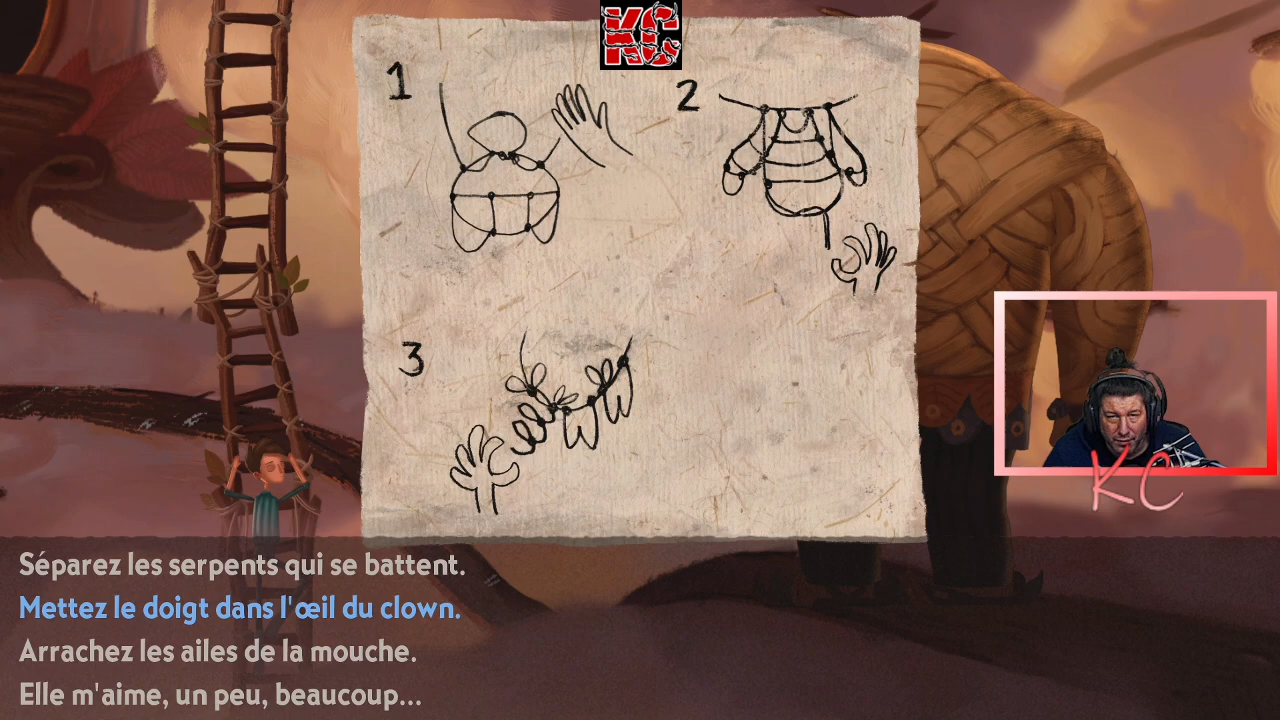 KC
1
2
3
KC
Séparez les serpents qui se battent.
Mettez le doigt dans l'œil du clown.
Arrachez les ailes de la mouche.
Elle m'aime, un peu, beaucoup...